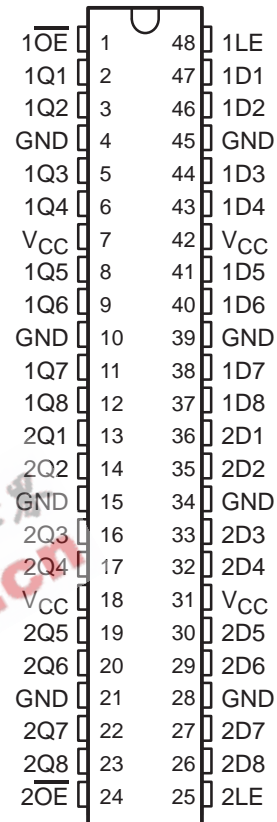 1O̅E̅ 1 48 1LE
1Q1 2 47 1D1
1Q2 3 46 1D2
GND 4 45 GND
1Q3 5 44 1D3
1Q4 6 43 1D4
VCC 7 42 VCC
1Q5 8 41 1D5
1Q6 9 40 1D6
GND 10 39 GND
1Q7 11 38 1D7
1Q8 12 37 1D8
2Q1 13 36 2D1
2Q2 14 35 2D2
GND 15 34 GND
2Q3 16 33 2D3
2Q4 17 32 2D4
VCC 18 31 VCC
2Q5 19 30 2D5
2Q6 20 29 2D6
GND 21 28 GND
2Q7 22 27 2D7
2Q8 23 26 2D8
2O̅E̅ 24 25 2LE
.cn